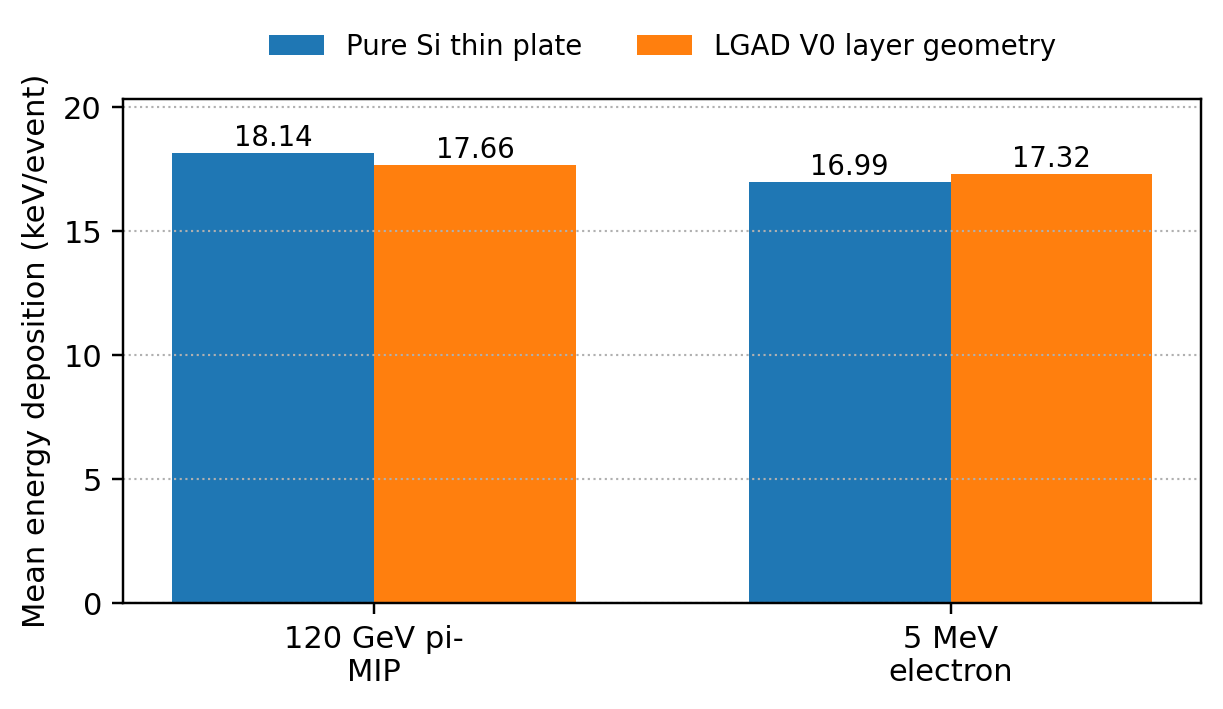 Pure Si thin plate
LGAD V0 layer geometry
Mean energy deposition (keV/event)
20
15
10
5
0
18.14
17.66
16.99
17.32
120 GeV pi-
MIP
5 MeV
electron